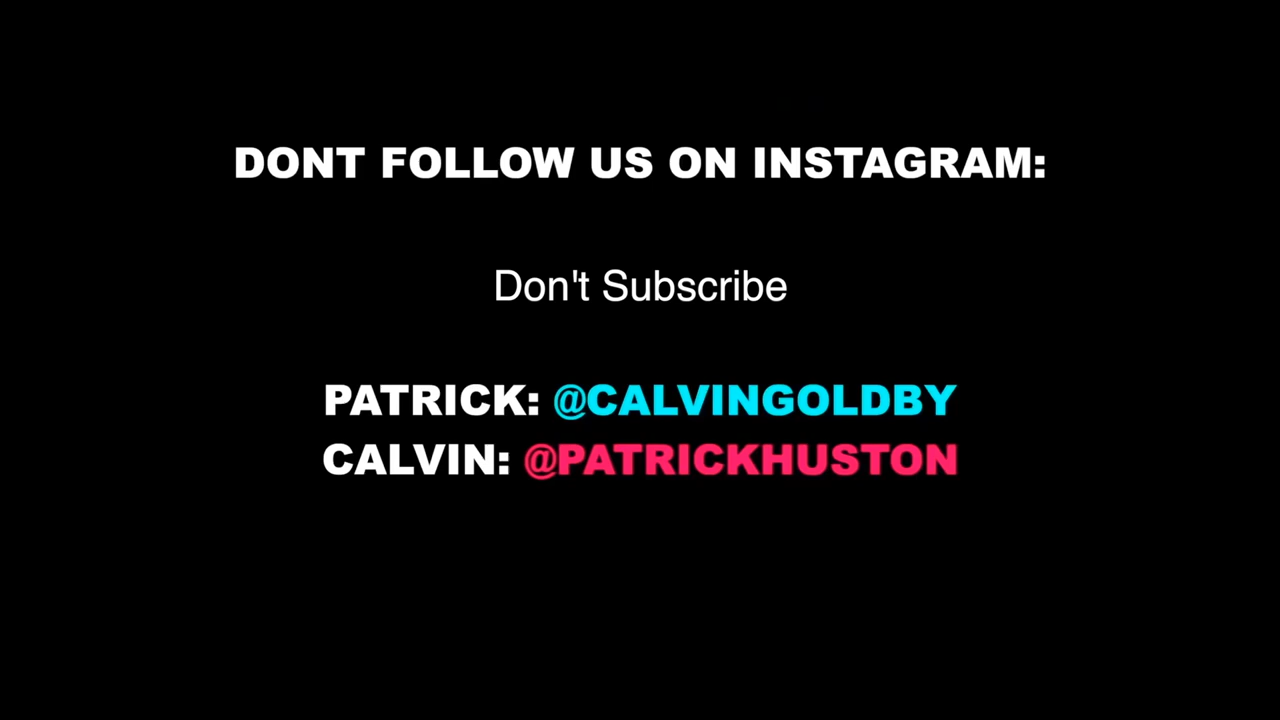 DONT FOLLOW US ON INSTAGRAM:
Don't Subscribe
PATRICK: @CALVINGOLDBY
CALVIN: @PATRICKHUSTON